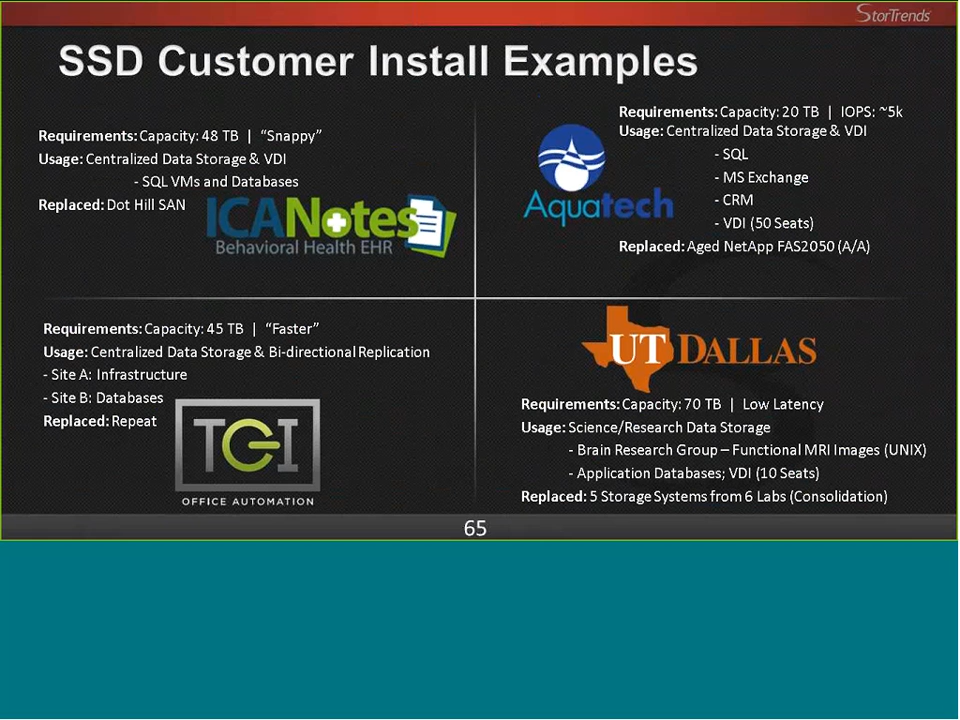 StorTrends
SSD Customer Install Examples
Requirements: Capacity: 48 TB | “Snappy”
Usage: Centralized Data Storage & VDI
- SQL VMs and Databases
Replaced: Dot Hill SAN
ICANotes
Behavioral Health EHR
Requirements: Capacity: 20 TB | IOPS: ~5k
Usage: Centralized Data Storage & VDI
- SQL
- MS Exchange
- CRM
- VDI (50 Seats)
Replaced: Aged NetApp FAS2050 (A/A)
Aquatech
Requirements: Capacity: 45 TB | “Faster”
Usage: Centralized Data Storage & Bi-directional Replication
- Site A: Infrastructure
- Site B: Databases
Replaced: Repeat
TGI
OFFICE AUTOMATION
UT DALLAS
Requirements: Capacity: 70 TB | Low Latency
Usage: Science/Research Data Storage
- Brain Research Group – Functional MRI Images (UNIX)
- Application Databases; VDI (10 Seats)
Replaced: 5 Storage Systems from 6 Labs (Consolidation)
65